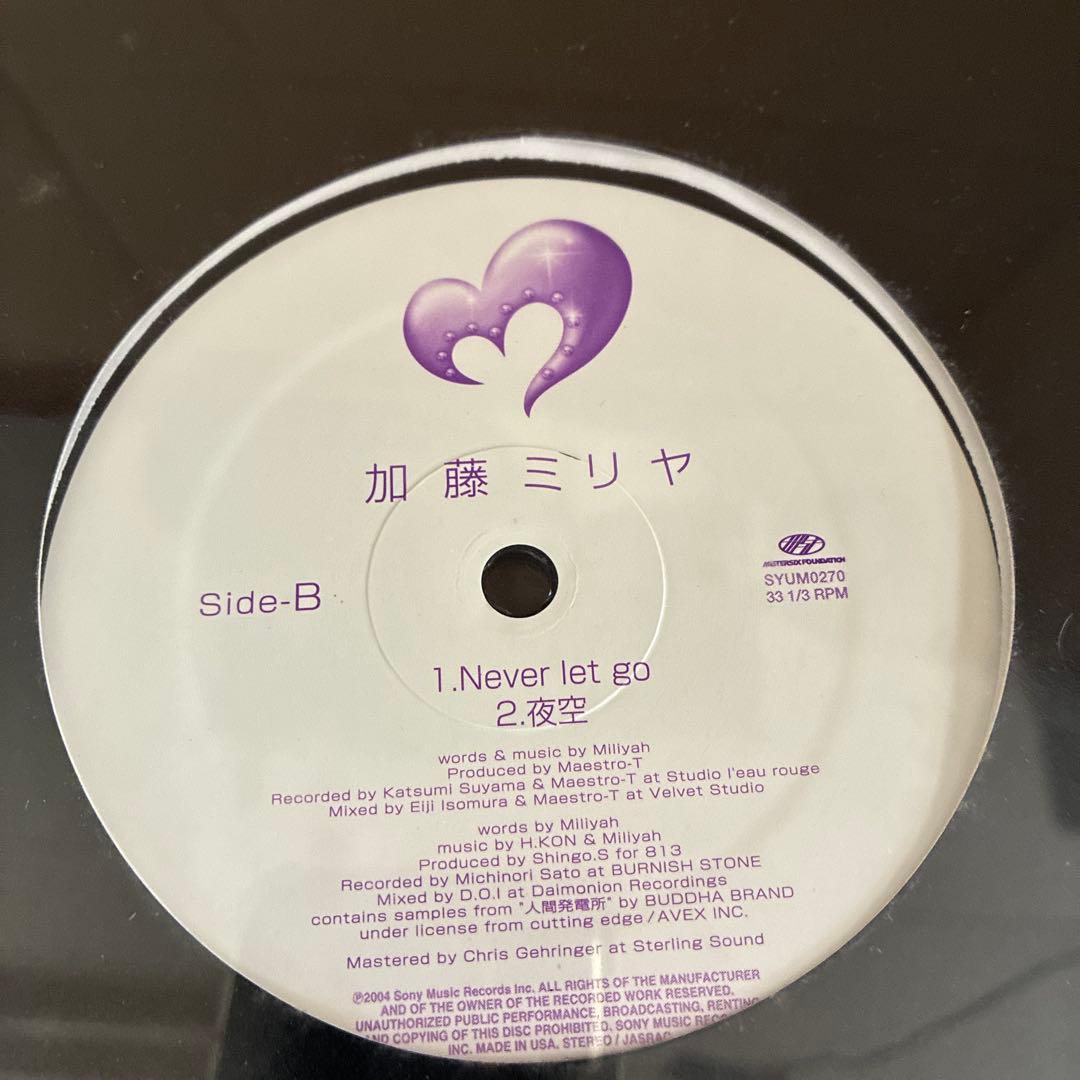 加藤ミリヤ
MASTERSIX FOUNDATION
SYUM0270
33 1/3 RPM
Side-B
1.Never let go
2.夜空
words & music by Miliyah
Produced by Maestro-T
Recorded by Katsumi Suyama & Maestro-T at Studio l'eau rouge
Mixed by Eiji Isomura & Maestro-T at Velvet Studio
words by Miliyah
music by H.KON & Miliyah
Produced by Shingo.S for 813
Recorded by Michinori Sato at BURNISH STONE
Mixed by D.O.I at Daimonion Recordings
contains samples from "人間発電所" by BUDDHA BRAND
under license from cutting edge/AVEX INC.
Mastered by Chris Gehringer at Sterling Sound
℗2004 Sony Music Records Inc. ALL RIGHTS OF THE MANUFACTURER
AND OF THE OWNER OF THE RECORDED WORK RESERVED.
UNAUTHORIZED PUBLIC PERFORMANCE, BROADCASTING, RENTING
AND COPYING OF THIS DISC PROHIBITED. SONY MUSIC
INC. MADE IN USA. STEREO/JASRAC